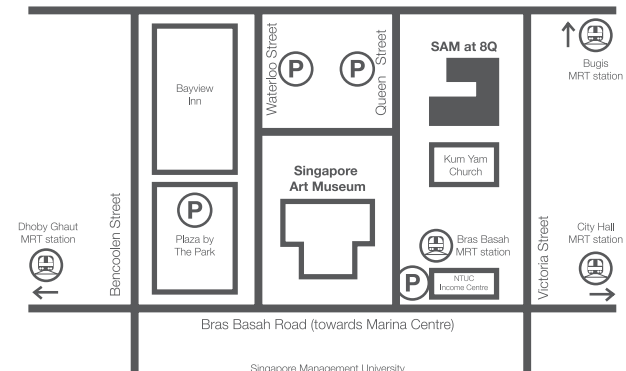 Waterloo Street
Queen Street
SAM at 8Q
Bugis
MRT station
P
P
Bayview
Inn
Kum Yam
Church
Singapore
Art Museum
P
Plaza by
The Park
Dhoby Ghaut
MRT station
Bencoolen Street
Bras Basah
MRT station
Victoria Street
City Hall
MRT station
P
NTUC
Income Centre
Bras Basah Road (towards Marina Centre)
Singapore Management University